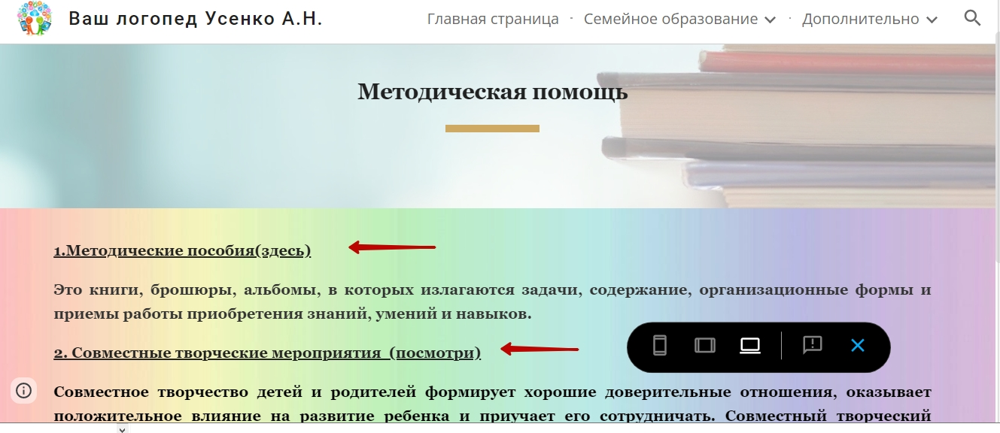 Ваш логопед Усенко А.Н.
Главная страница · Семейное образование · Дополнительно
Методическая помощь
1.Методические пособия(здесь)
Это книги, брошюры, альбомы, в которых излагаются задачи, содержание, организационные формы и
приемы работы приобретения знаний, умений и навыков.
2. Совместные творческие мероприятия (посмотри)
Совместное творчество детей и родителей формирует хорошие доверительные отношения, оказывает
положительное влияние на развитие ребенка и приучает его сотрудничать. Совместный творческий